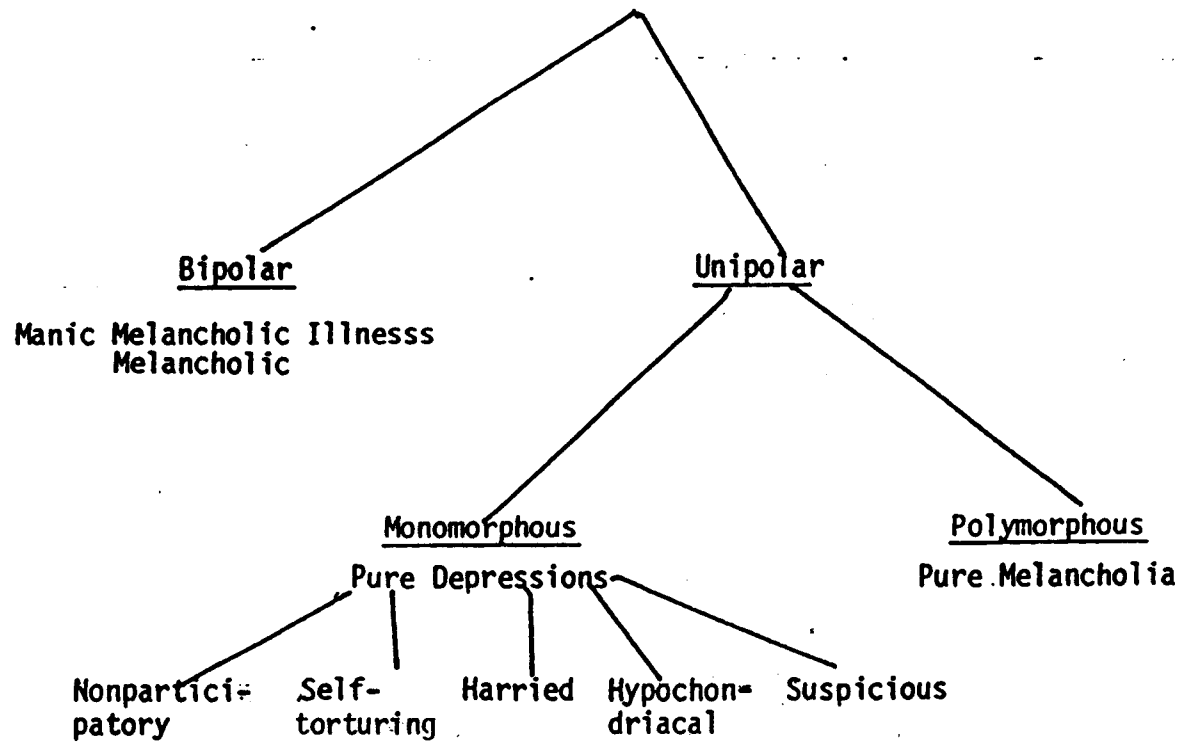 Bipolar
Unipolar
Manic Melancholic Illnesss
Melancholic
Monomorphous
Polymorphous
Pure Depressions
Pure Melancholia
Nonpartici-
patory
Self-
torturing
Harried
Hypochon-
driacal
Suspicious